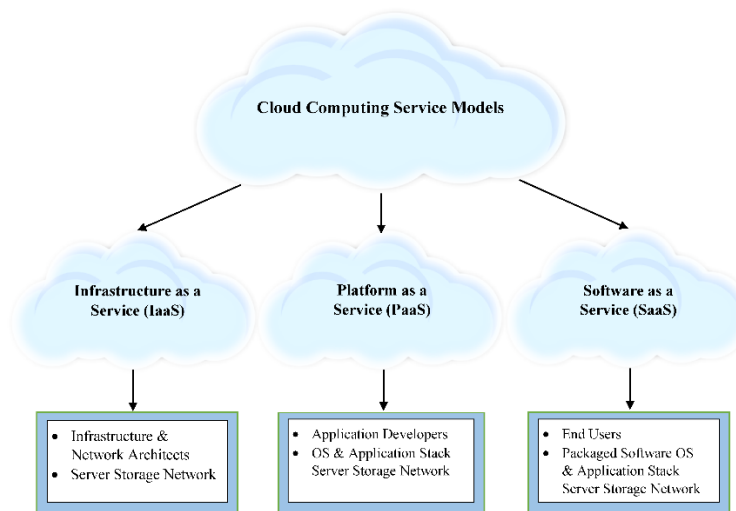 Cloud Computing Service Models
Infrastructure as a
Service (IaaS)
Platform as a
Service (PaaS)
Software as a
Service (SaaS)
• Infrastructure &
Network Architects
• Server Storage Network
• Application Developers
• OS & Application Stack
Server Storage Network
• End Users
• Packaged Software OS
& Application Stack
Server Storage Network